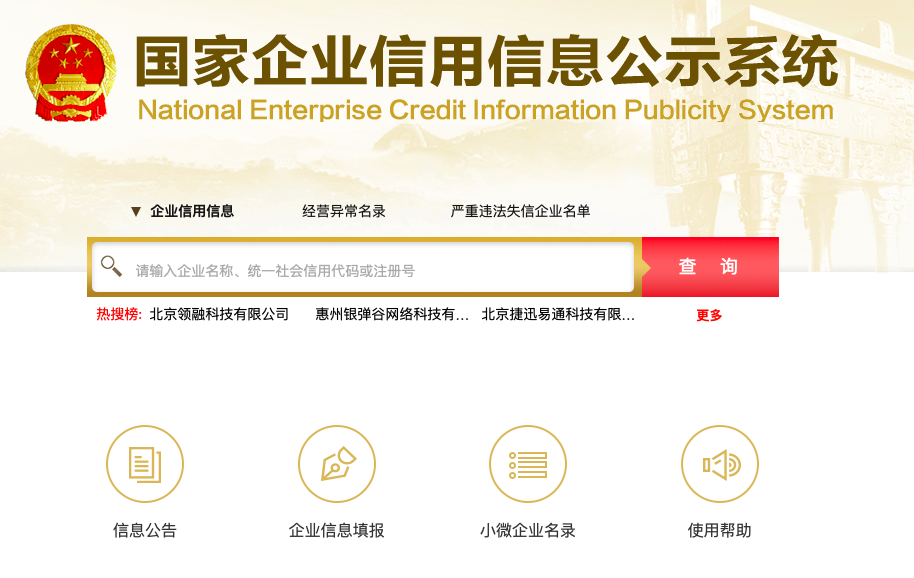 国家企业信用信息公示系统
National Enterprise Credit Information Publicity System
▼ 企业信用信息 经营异常名录 严重违法失信企业名单
请输入企业名称、统一社会信用代码或注册号 查 询
热搜榜: 北京领融科技有限公司 惠州银弹谷网络科技有... 北京捷迅易通科技有限... 更多
信息公告 企业信息填报 小微企业名录 使用帮助